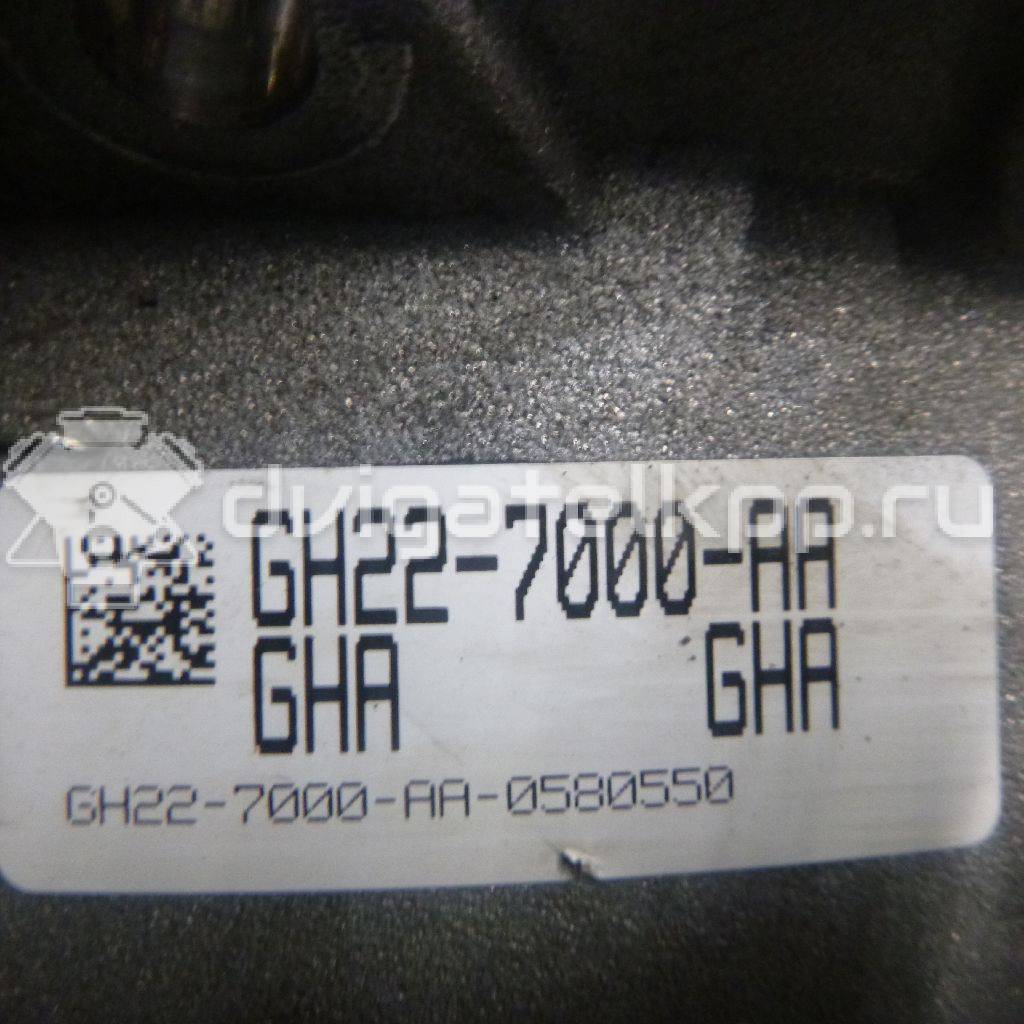 dvigatelkpp.ru
GH22-7000-AA
GHA GHA
GH22-7000-AA-0580550